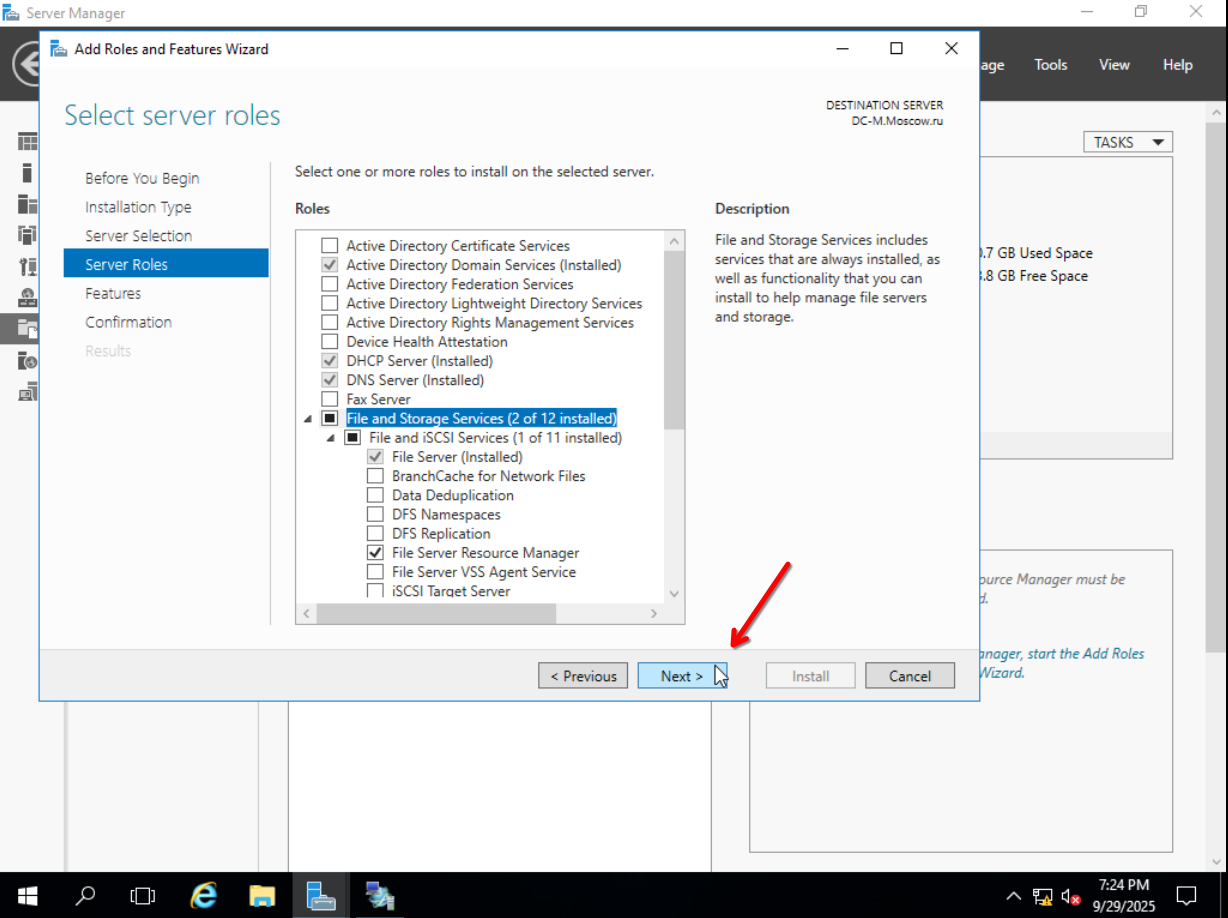 Server Manager
Add Roles and Features Wizard
age Tools View Help
Select server roles
DESTINATION SERVER
DC-M.Moscow.ru
TASKS
Before You Begin
Installation Type
Server Selection
Server Roles
Features
Confirmation
Results
Select one or more roles to install on the selected server.
Roles
Active Directory Certificate Services
Active Directory Domain Services (Installed)
Active Directory Federation Services
Active Directory Lightweight Directory Services
Active Directory Rights Management Services
Device Health Attestation
DHCP Server (Installed)
DNS Server (Installed)
Fax Server
File and Storage Services (2 of 12 installed)
File and iSCSI Services (1 of 11 installed)
File Server (Installed)
BranchCache for Network Files
Data Deduplication
DFS Namespaces
DFS Replication
File Server Resource Manager
File Server VSS Agent Service
iSCSI Target Server
Description
File and Storage Services includes
services that are always installed, as
well as functionality that you can
install to help manage file servers
and storage.
.7 GB Used Space
.8 GB Free Space
ource Manager must be
d.
anager, start the Add Roles
Wizard.
< Previous
Next >
Install
Cancel
7:24 PM
9/29/2025